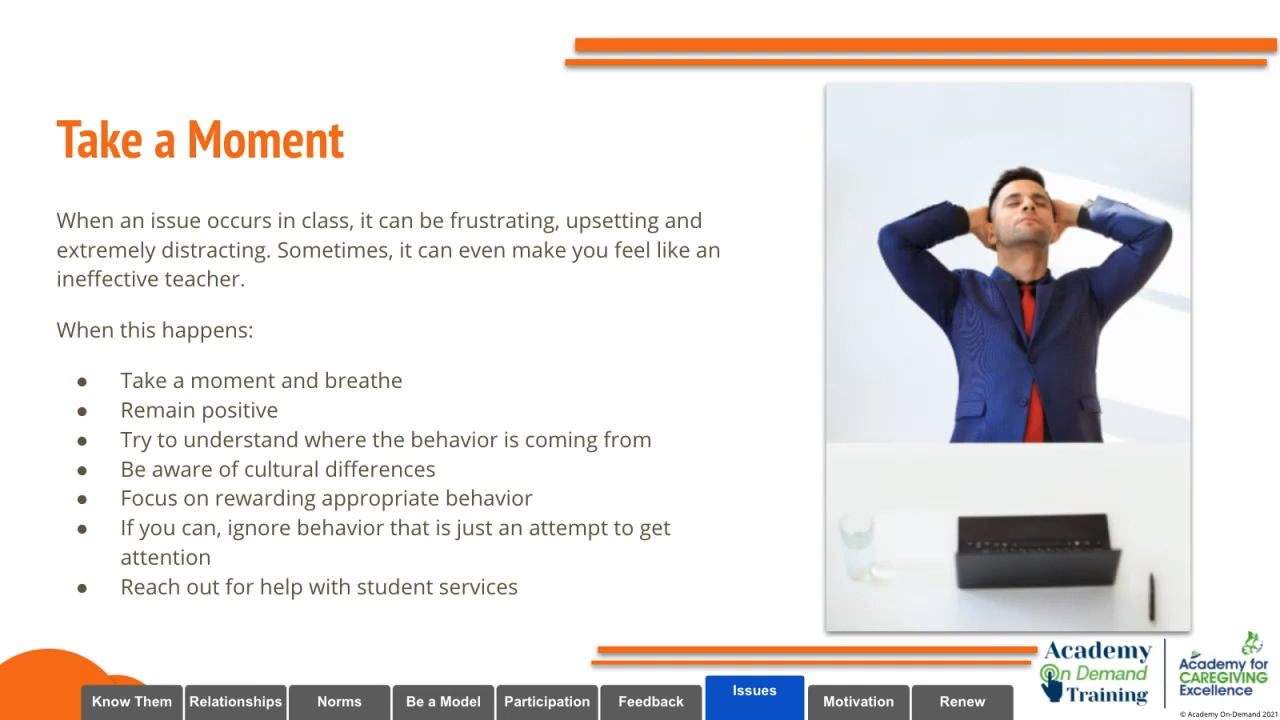 Take a Moment
When an issue occurs in class, it can be frustrating, upsetting and
extremely distracting. Sometimes, it can even make you feel like an
ineffective teacher.
When this happens:
● Take a moment and breathe
● Remain positive
● Try to understand where the behavior is coming from
● Be aware of cultural differences
● Focus on rewarding appropriate behavior
● If you can, ignore behavior that is just an attempt to get
attention
● Reach out for help with student services
Academy
On Demand
Training
Academy for
CAREGIVING
Excellence
Know Them
Relationships
Norms
Be a Model
Participation
Feedback
Issues
Motivation
Renew
© Academy On-Demand 2021